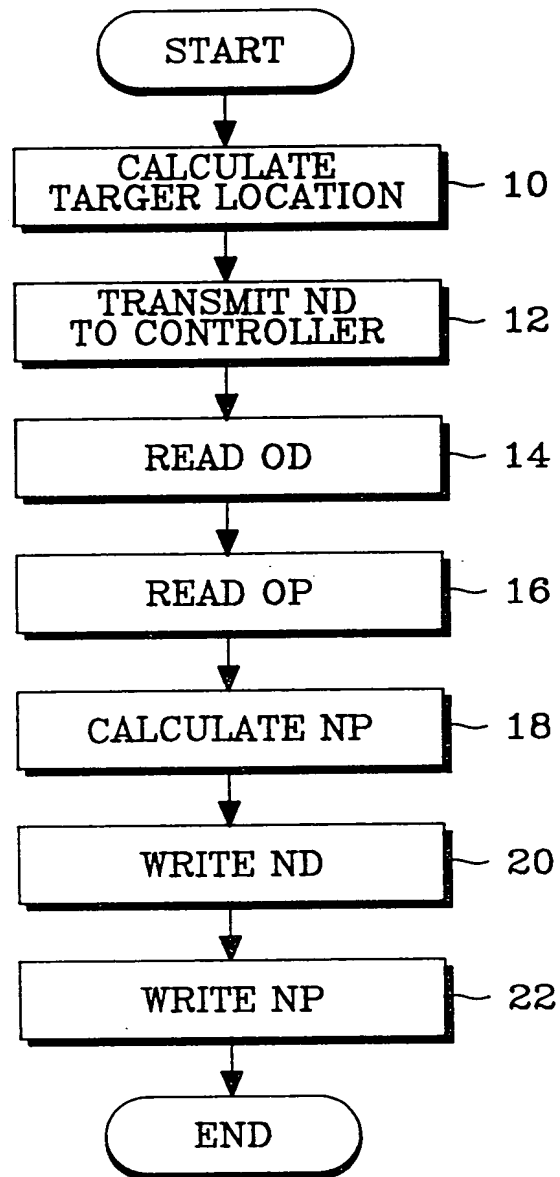 START
CALCULATE
TARGER LOCATION
10
TRANSMIT ND
TO CONTROLLER
12
READ OD
14
READ OP
16
CALCULATE NP
18
WRITE ND
20
WRITE NP
22
END